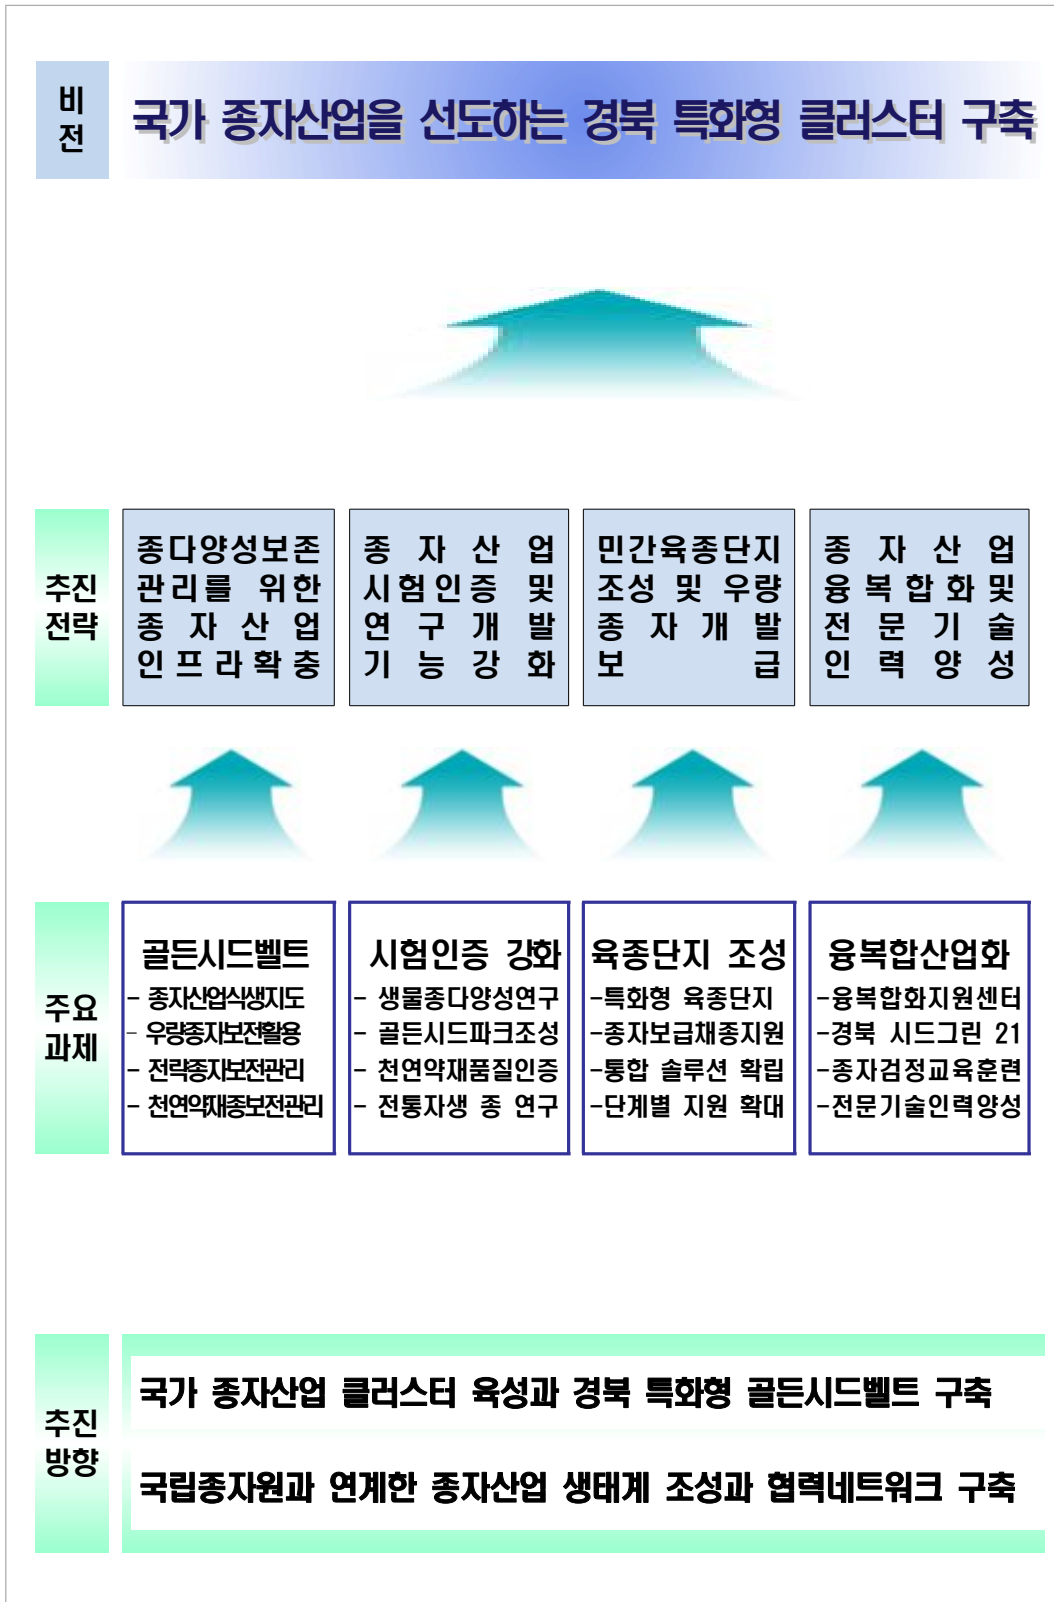 비
전
국가 종자산업을 선도하는 경북 특화형 클러스터 구축
추진
전략
종다양성보존
관리를 위한
종 자 산 업
인프라확충
종 자 산 업
시험인증 및
연 구 개 발
기 능 강 화
민간육종단지
조성 및 우량
종 자 개 발
보 급
종 자 산 업
융복합화및
전 문 기 술
인 력 양 성
주요
과제
골든시드벨트
- 종자산업식생지도
- 우량종자보전활용
- 전략종자보전관리
- 천연약재종보전관리
시험인증 강화
- 생물종다양성연구
- 골든시드파크조성
- 천연약재품질인증
- 전통자생 종 연구
육종단지 조성
-특화형 육종단지
-종자보급채종지원
-통합 솔루션 확립
-단계별 지원 확대
융복합산업화
-융복합화지원센터
-경북 시드그린 21
-종자검정교육훈련
-전문기술인력양성
추진
방향
국가 종자산업 클러스터 육성과 경북 특화형 골든시드벨트 구축
국립종자원과 연계한 종자산업 생태계 조성과 협력네트워크 구축